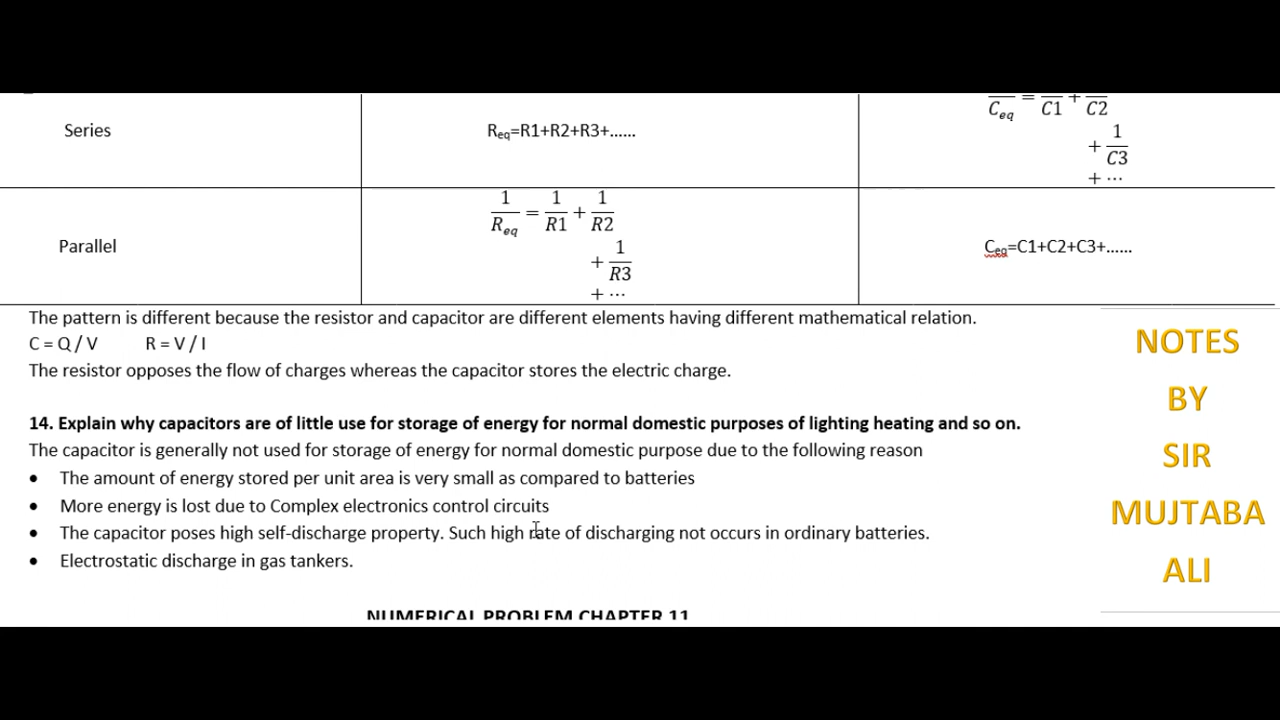 Series
Req=R1+R2+R3+......
Ceq = C1 + C2
+ 1/C3
+ ···
Parallel
1/Req = 1/R1 + 1/R2
+ 1/R3
+ ···
Ceq=C1+C2+C3+......
The pattern is different because the resistor and capacitor are different elements having different mathematical relation.
C = Q / V R = V / I
The resistor opposes the flow of charges whereas the capacitor stores the electric charge.
14. Explain why capacitors are of little use for storage of energy for normal domestic purposes of lighting heating and so on.
The capacitor is generally not used for storage of energy for normal domestic purpose due to the following reason
• The amount of energy stored per unit area is very small as compared to batteries
• More energy is lost due to Complex electronics control circuits
• The capacitor poses high self-discharge property. Such high rate of discharging not occurs in ordinary batteries.
• Electrostatic discharge in gas tankers.
NUMERICAL PROBLEM CHAPTER 11
NOTES
BY
SIR
MUJTABA
ALI